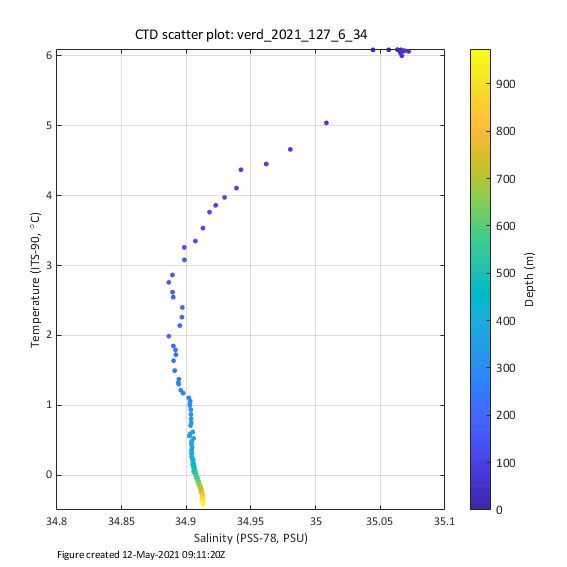 CTD scatter plot: verd_2021_127_6_34
6
5
4
3
2
1
0
Temperature (ITS-90, °C)
34.8 34.85 34.9 34.95 35 35.05 35.1
Salinity (PSS-78, PSU)
900
800
700
600
500
400
300
200
100
0
Depth (m)
Figure created 12-May-2021 09:11:20Z